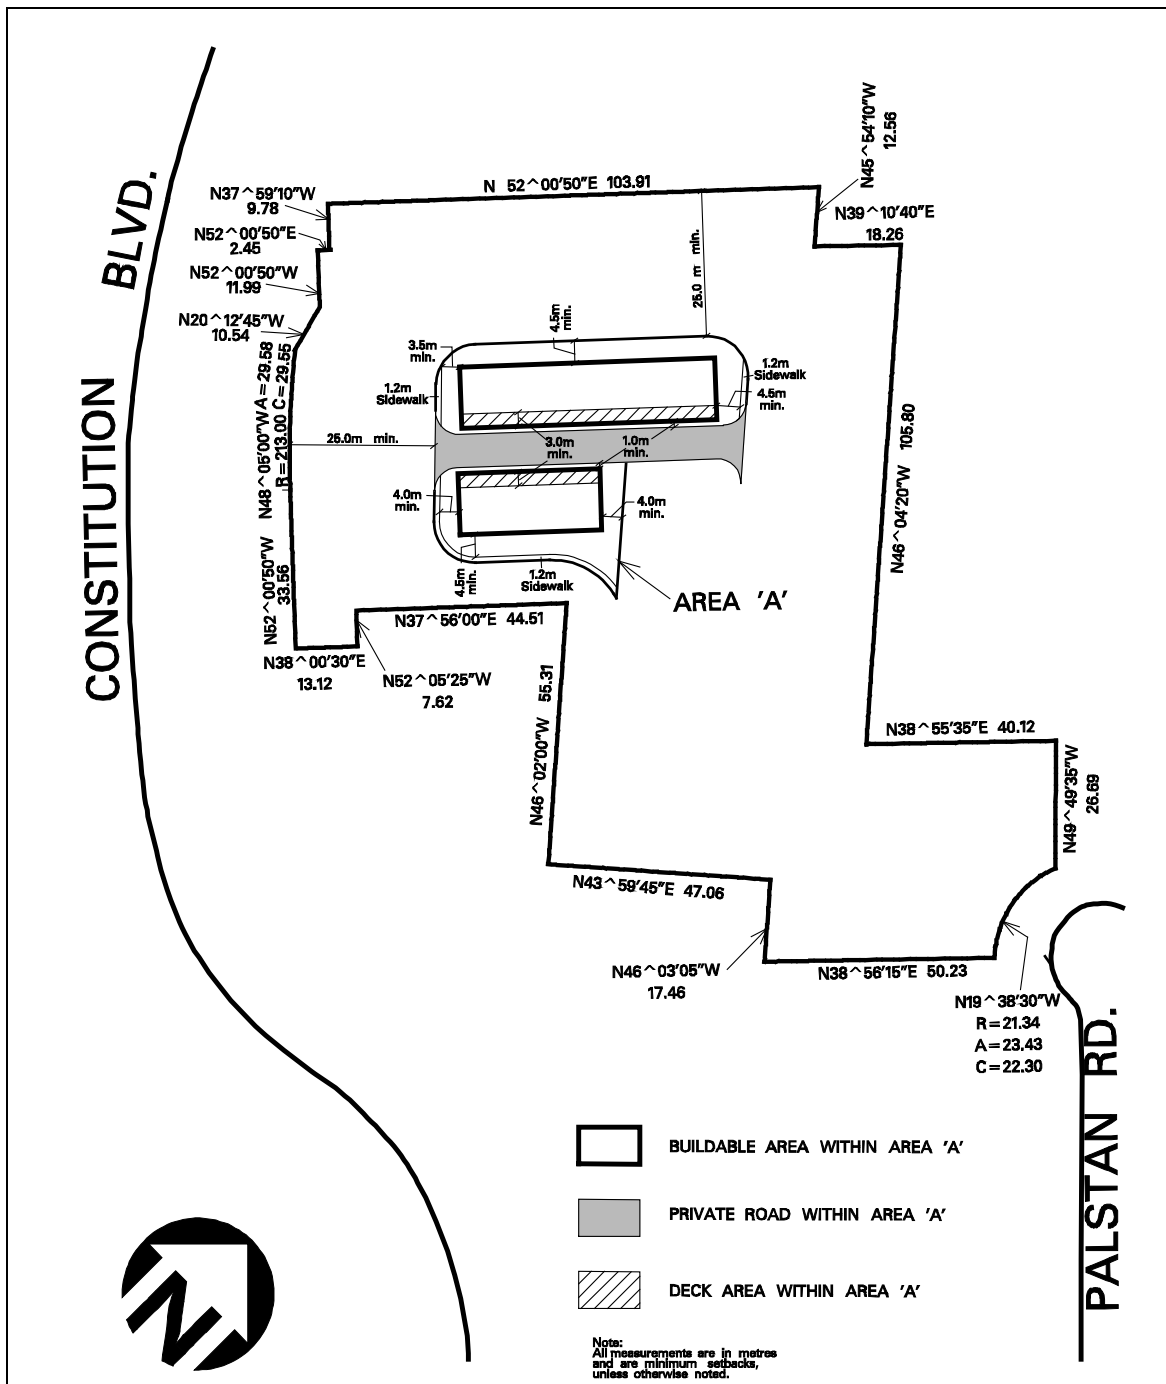 CONSTITUTION
BLVD.
N 52^00'50"E 103.91
N45^54'10"W
12.56
N37^59'10"W
9.78
N39^10'40"E
18.26
N52^00'50"E
2.45
N52^00'50"W
11.99
N20^12'45"W
10.54
25.0 m min.
4.5m
min.
3.5m
min.
1.2m
Sidewalk
1.2m
Sidewalk
4.5m
min.
N48^05'00"W A=29.58
R=213.00 C=29.55
25.0m min.
3.0m
min.
1.0m
min.
N46^04'20"W 105.80
4.0m
min.
4.0m
min.
4.5m
min.
1.2m
Sidewalk
AREA 'A'
N52^00'50"W
33.56
N37^56'00"E 44.51
N38^00'30"E
13.12
N52^05'25"W
7.62
N46^02'00"W 55.31
N38^55'35"E 40.12
N49^49'35"W
26.69
N43^59'45"E 47.06
N46^03'05"W
17.46
N38^56'15"E 50.23
N19^38'30"W
R=21.34
A=23.43
C=22.30
PALSTAN RD.
BUILDABLE AREA WITHIN AREA 'A'
PRIVATE ROAD WITHIN AREA 'A'
DECK AREA WITHIN AREA 'A'
N
Note:
All measurements are in metres
and are minimum setbacks,
unless otherwise noted.